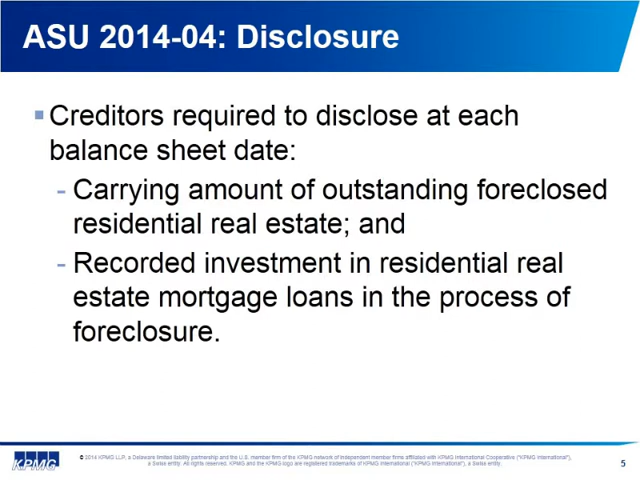 ASU 2014-04: Disclosure
Creditors required to disclose at each
balance sheet date:
- Carrying amount of outstanding foreclosed
residential real estate; and
- Recorded investment in residential real
estate mortgage loans in the process of
foreclosure.
© 2014 KPMG LLP, a Delaware limited liability partnership and the U.S. member firm of the KPMG network of independent member firms affiliated with KPMG International Cooperative ("KPMG International"),
a Swiss entity. All rights reserved. KPMG and the KPMG logo are registered trademarks of KPMG International ("KPMG International"), a Swiss entity.
KPMG
5